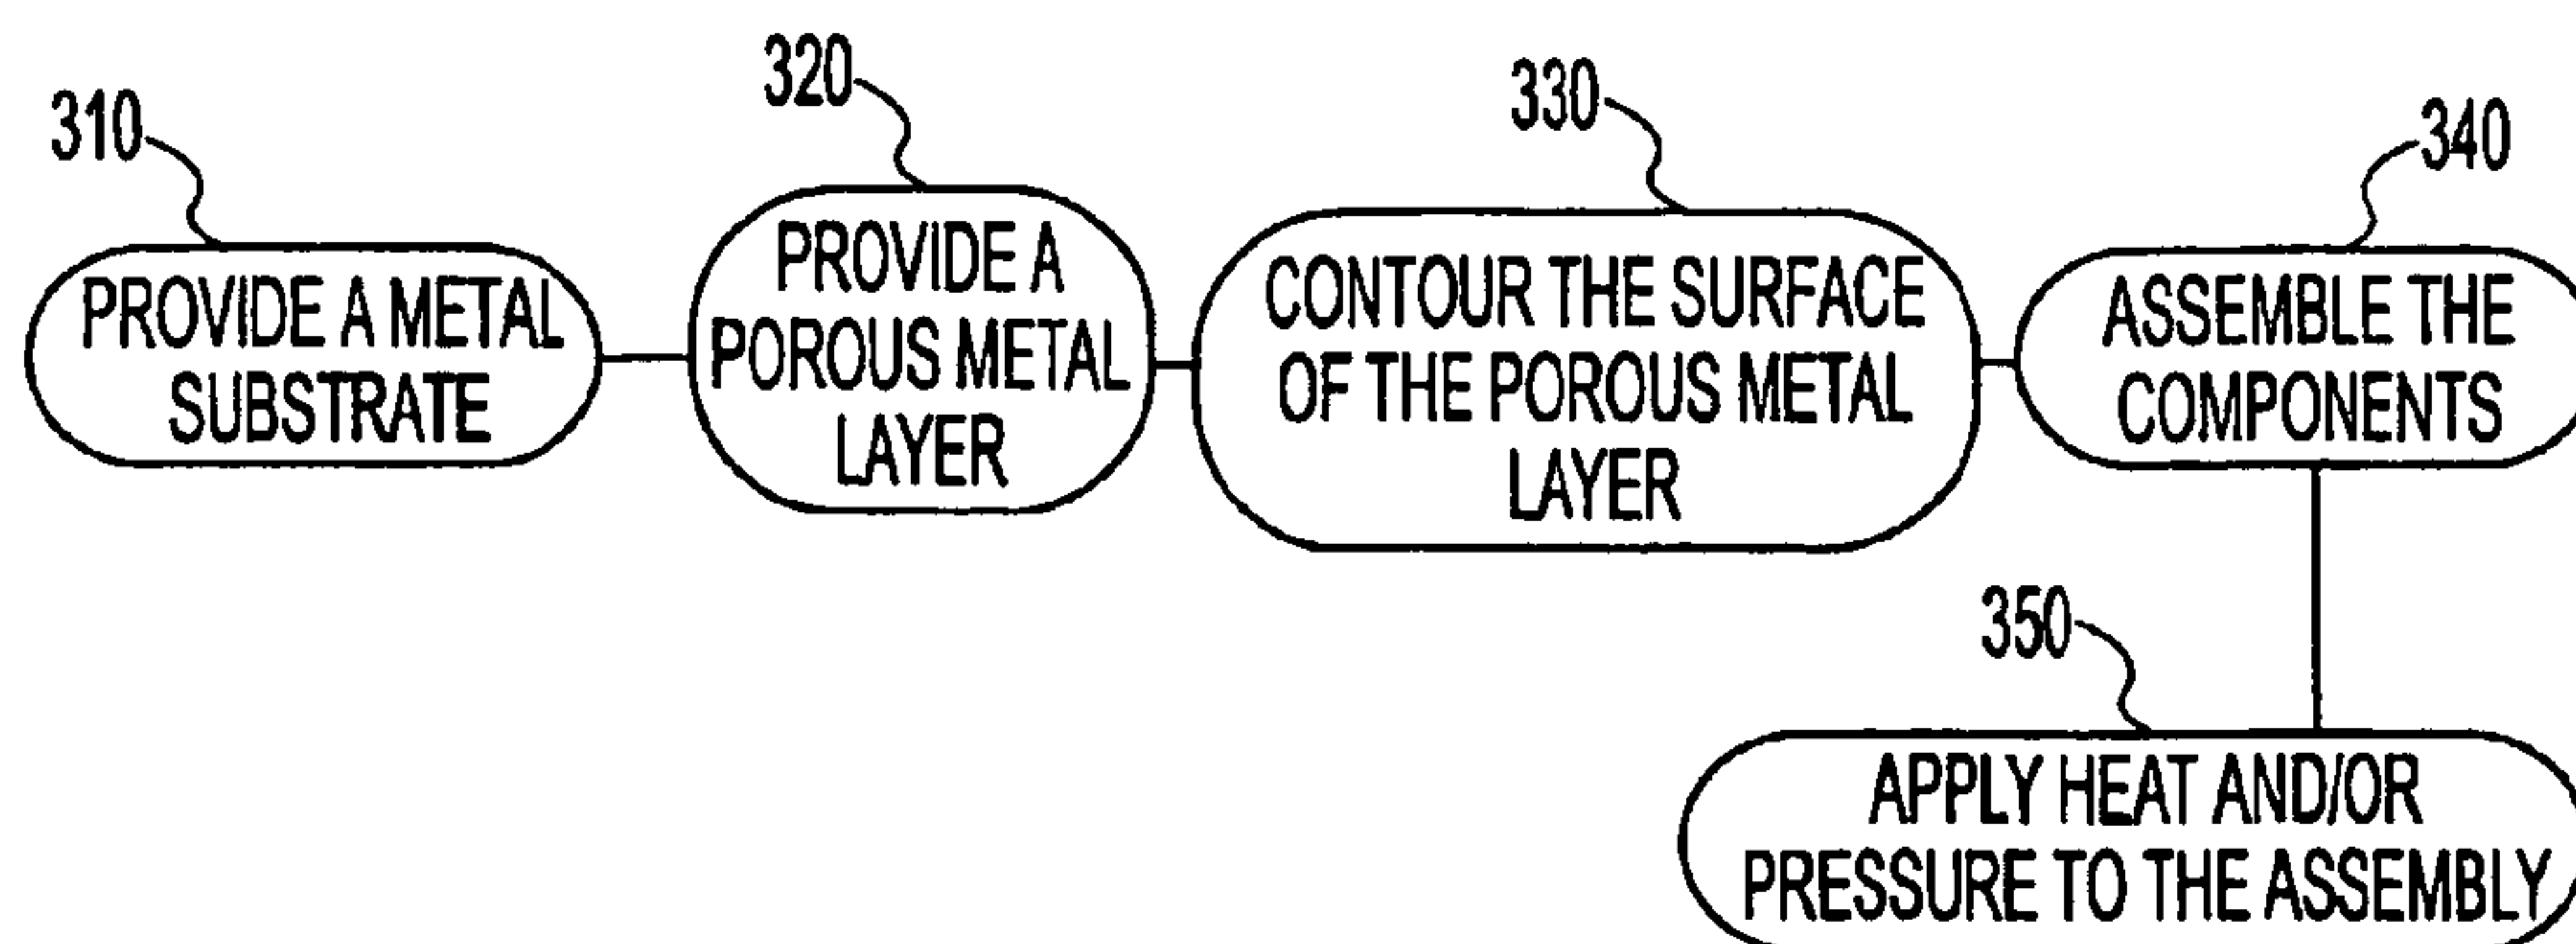 310
PROVIDE A METAL
SUBSTRATE
320
PROVIDE A
POROUS METAL
LAYER
330
CONTOUR THE SURFACE
OF THE POROUS METAL
LAYER
340
ASSEMBLE THE
COMPONENTS
350
APPLY HEAT AND/OR
PRESSURE TO THE ASSEMBLY